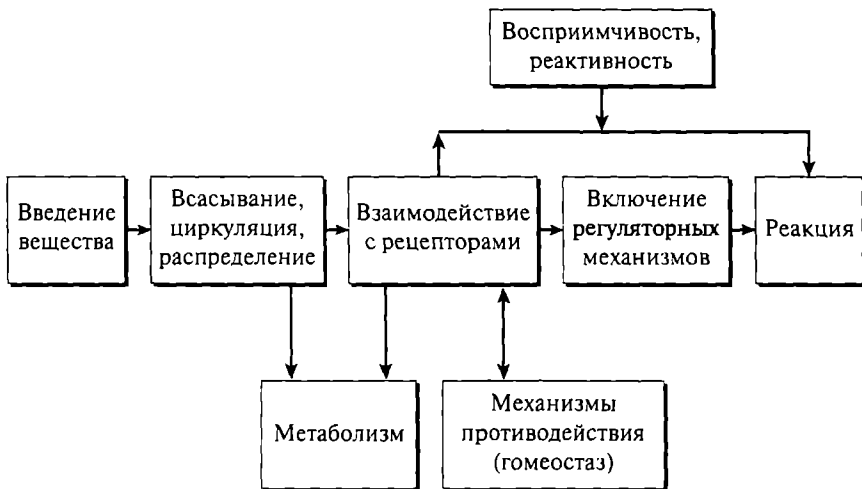 Восприимчивость,
реактивность
Введение
вещества
Всасывание,
циркуляция,
распределение
Взаимодействие
с рецепторами
Включение
регуляторных
механизмов
Реакция
Метаболизм
Механизмы
противодействия
(гомеостаз)